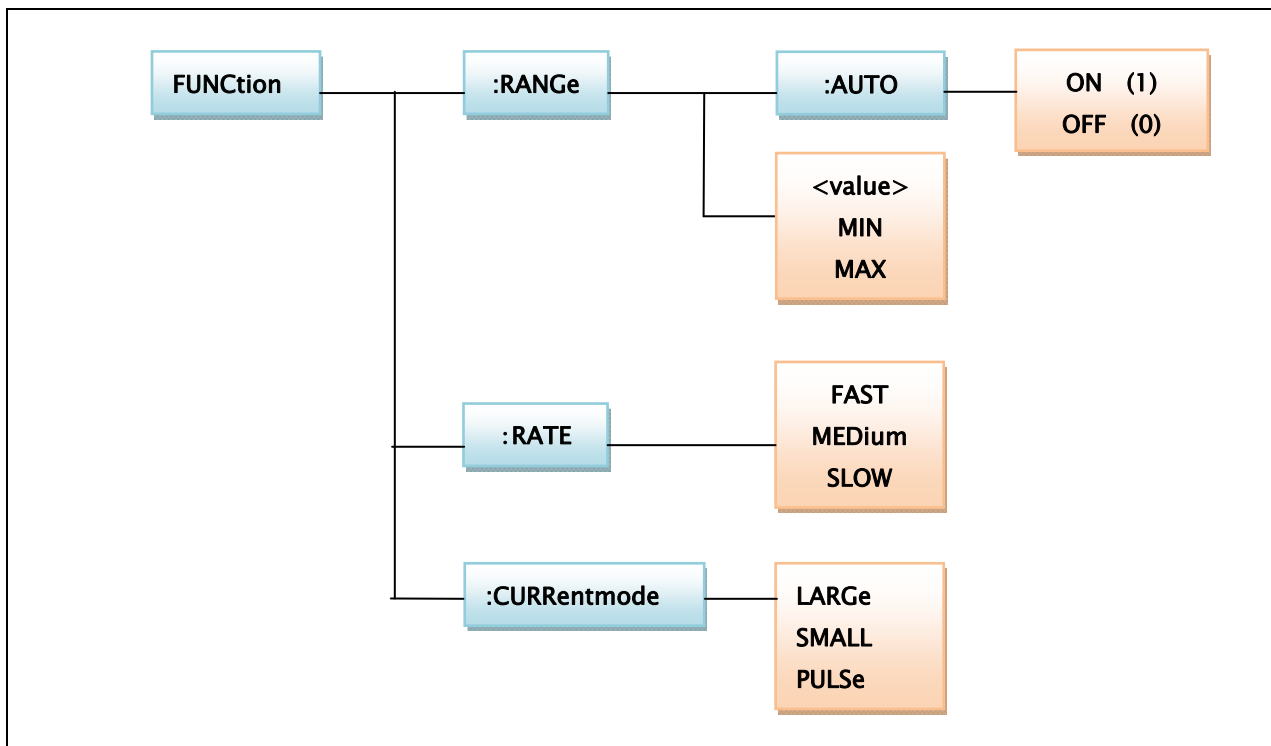 FUNCtion
:RANGe
:AUTO
ON (1)
OFF (0)
<value>
MIN
MAX
:RATE
FAST
MEDium
SLOW
:CURRentmode
LARGe
SMALL
PULSe